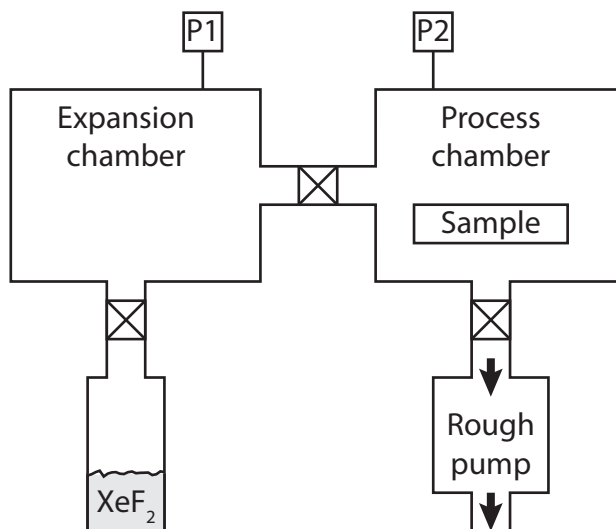 P1
P2
Expansion
chamber
Process
chamber
Sample
Rough
pump
XeF₂